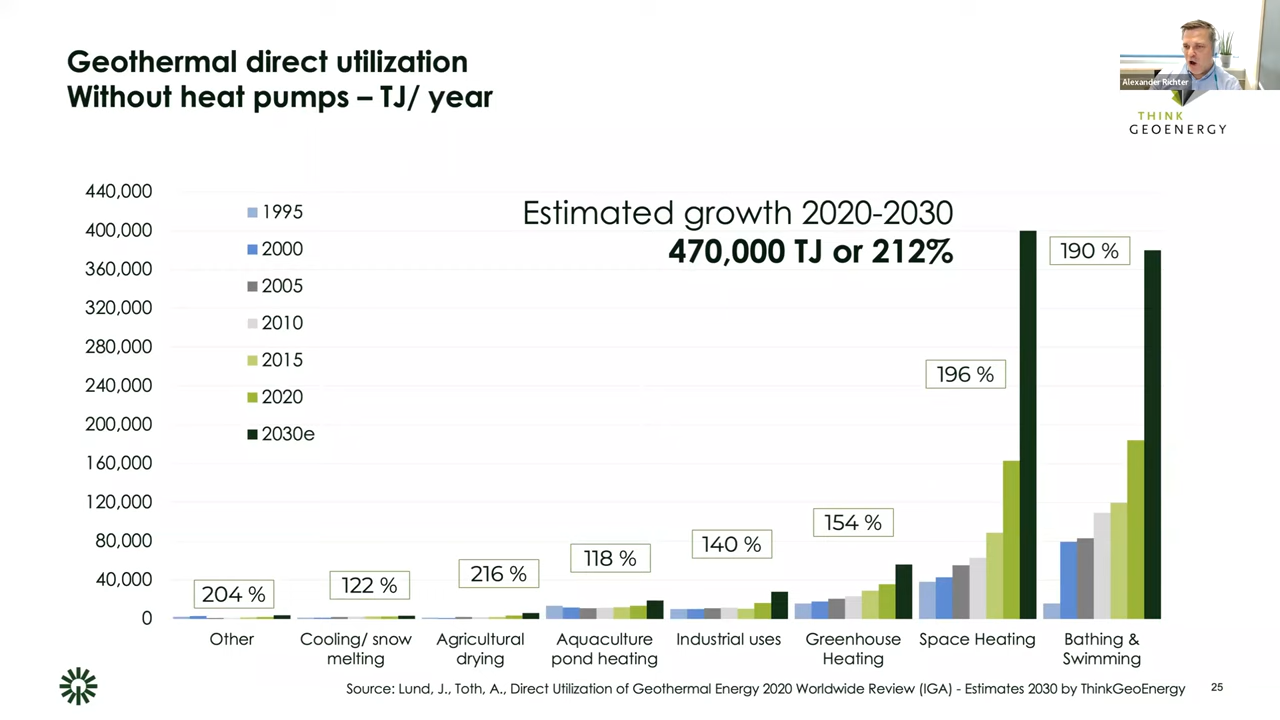 Geothermal direct utilization
Without heat pumps – TJ/ year
Alexander Richter
THINK
GEOENERGY
Estimated growth 2020-2030
470,000 TJ or 212%
440,000
400,000
360,000
320,000
280,000
240,000
200,000
160,000
120,000
80,000
40,000
0
1995
2000
2005
2010
2015
2020
2030e
204 %
122 %
216 %
118 %
140 %
154 %
196 %
190 %
Other
Cooling/ snow
melting
Agricultural
drying
Aquaculture
pond heating
Industrial uses
Greenhouse
Heating
Space Heating
Bathing &
Swimming
Source: Lund, J., Toth, A., Direct Utilization of Geothermal Energy 2020 Worldwide Review (IGA) - Estimates 2030 by ThinkGeoEnergy
25